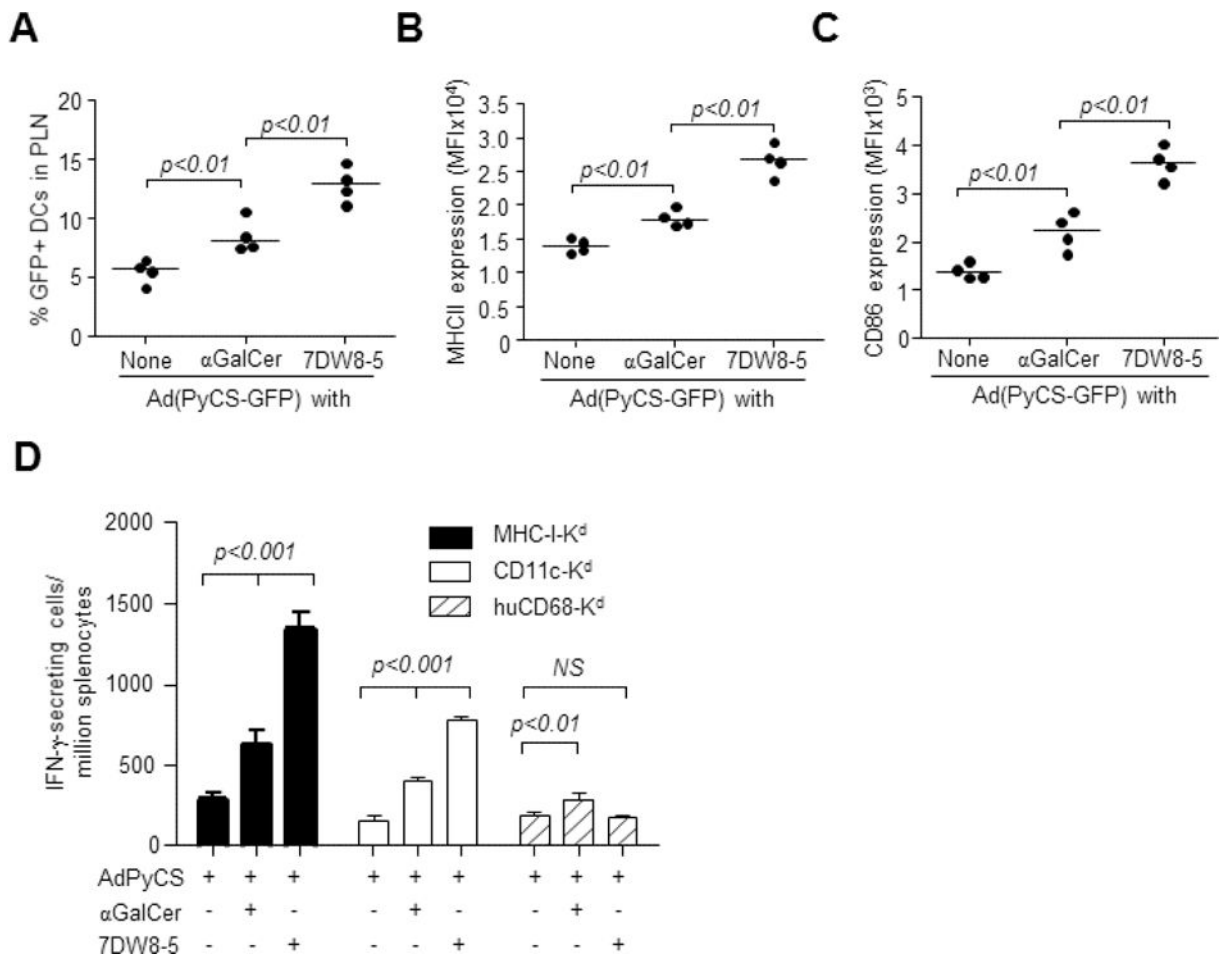 A
% GFP+ DCs in PLN
20
15
10
5
0
p<0.01
p<0.01
None αGalCer 7DW8-5
Ad(PyCS-GFP) with
B
MHCII expression (MFIx10⁴)
3.5
3.0
2.5
2.0
1.5
1.0
0.5
0.0
p<0.01
p<0.01
None αGalCer 7DW8-5
Ad(PyCS-GFP) with
C
CD86 expression (MFIx10³)
5
4
3
2
1
0
p<0.01
p<0.01
None αGalCer 7DW8-5
Ad(PyCS-GFP) with
D
IFN-γ-secreting cells/
million splenocytes
2000
1500
1000
500
0
p<0.001
p<0.001
NS
p<0.01
MHC-I-Kᵈ
CD11c-Kᵈ
huCD68-Kᵈ
AdPyCS + + + + + + + + +
αGalCer - + - - + - - + -
7DW8-5 - - + - - + - - +